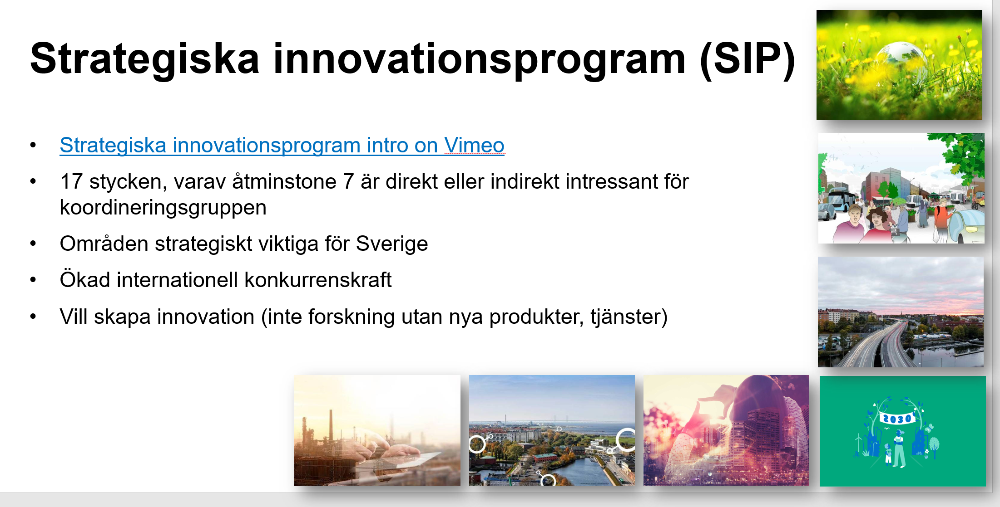 Strategiska innovationsprogram (SIP)
• Strategiska innovationsprogram intro on Vimeo
• 17 stycken, varav åtminstone 7 är direkt eller indirekt intressant för
koordineringsgruppen
• Områden strategiskt viktiga för Sverige
• Ökad internationell konkurrenskraft
• Vill skapa innovation (inte forskning utan nya produkter, tjänster)
2030